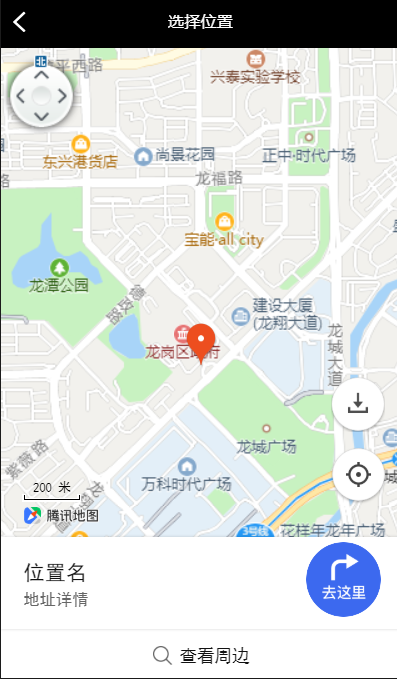 选择位置
北
平西路
兴泰实验学校
东兴港货店
尚景花园
正中·时代广场
龙福路
宝能·all city
龙潭公园
德政路
建设大厦
(龙翔大道)
龙岗区政府
龙城大道
龙城广场
紫薇路
万科时代广场
200 米
腾讯地图
3号线
花样年龙年广场
位置名
地址详情
去这里
查看周边